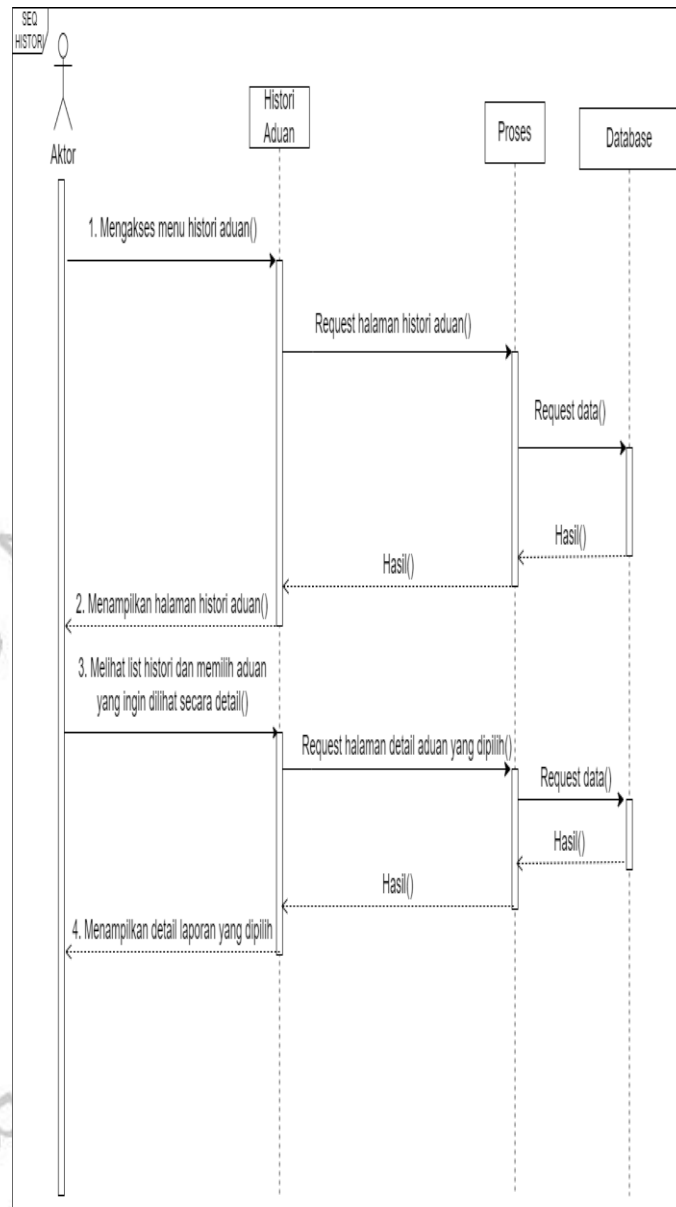 SEQ
HISTORI
Aktor
Histori
Aduan
Proses
Database
1. Mengakses menu histori aduan()
Request halaman histori aduan()
Request data()
Hasil()
Hasil()
2. Menampilkan halaman histori aduan()
3. Melihat list histori dan memilih aduan
yang ingin dilihat secara detail()
Request halaman detail aduan yang dipilih()
Request data()
Hasil()
Hasil()
4. Menampilkan detail laporan yang dipilih